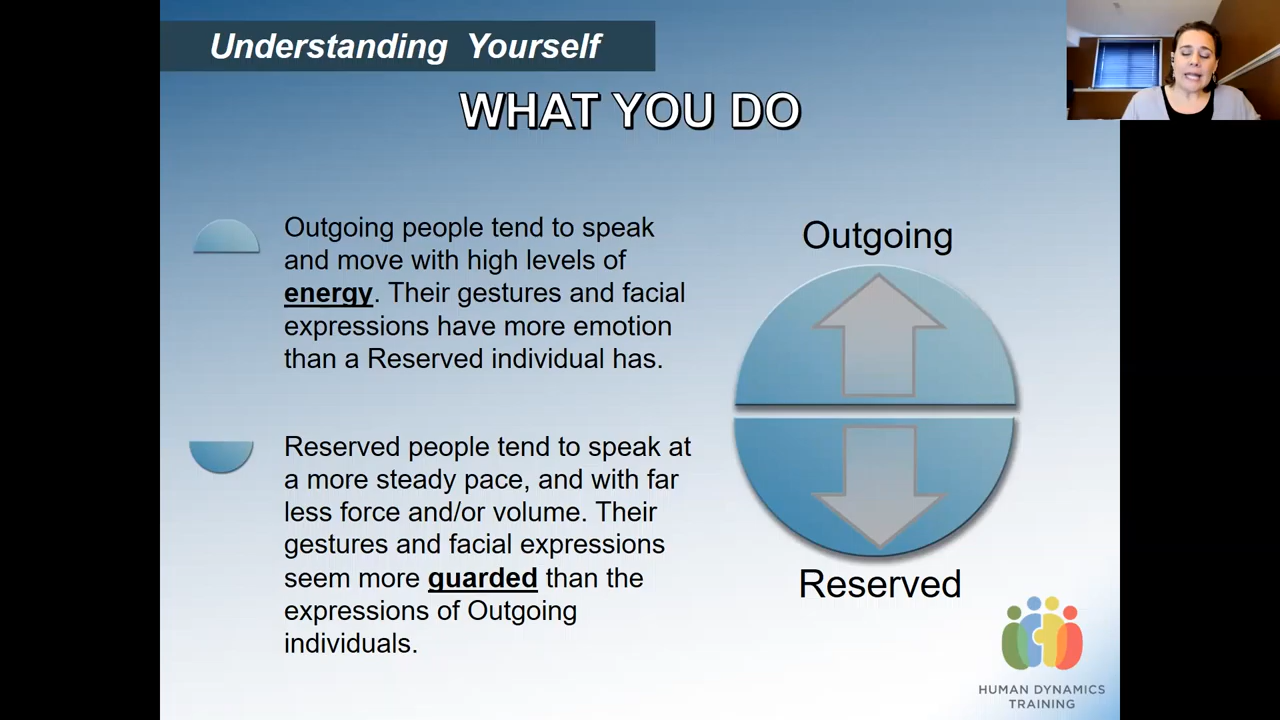 Understanding Yourself
WHAT YOU DO
Outgoing people tend to speak
and move with high levels of
energy. Their gestures and facial
expressions have more emotion
than a Reserved individual has.
Reserved people tend to speak at
a more steady pace, and with far
less force and/or volume. Their
gestures and facial expressions
seem more guarded than the
expressions of Outgoing
individuals.
Outgoing
Reserved
HUMAN DYNAMICS
TRAINING